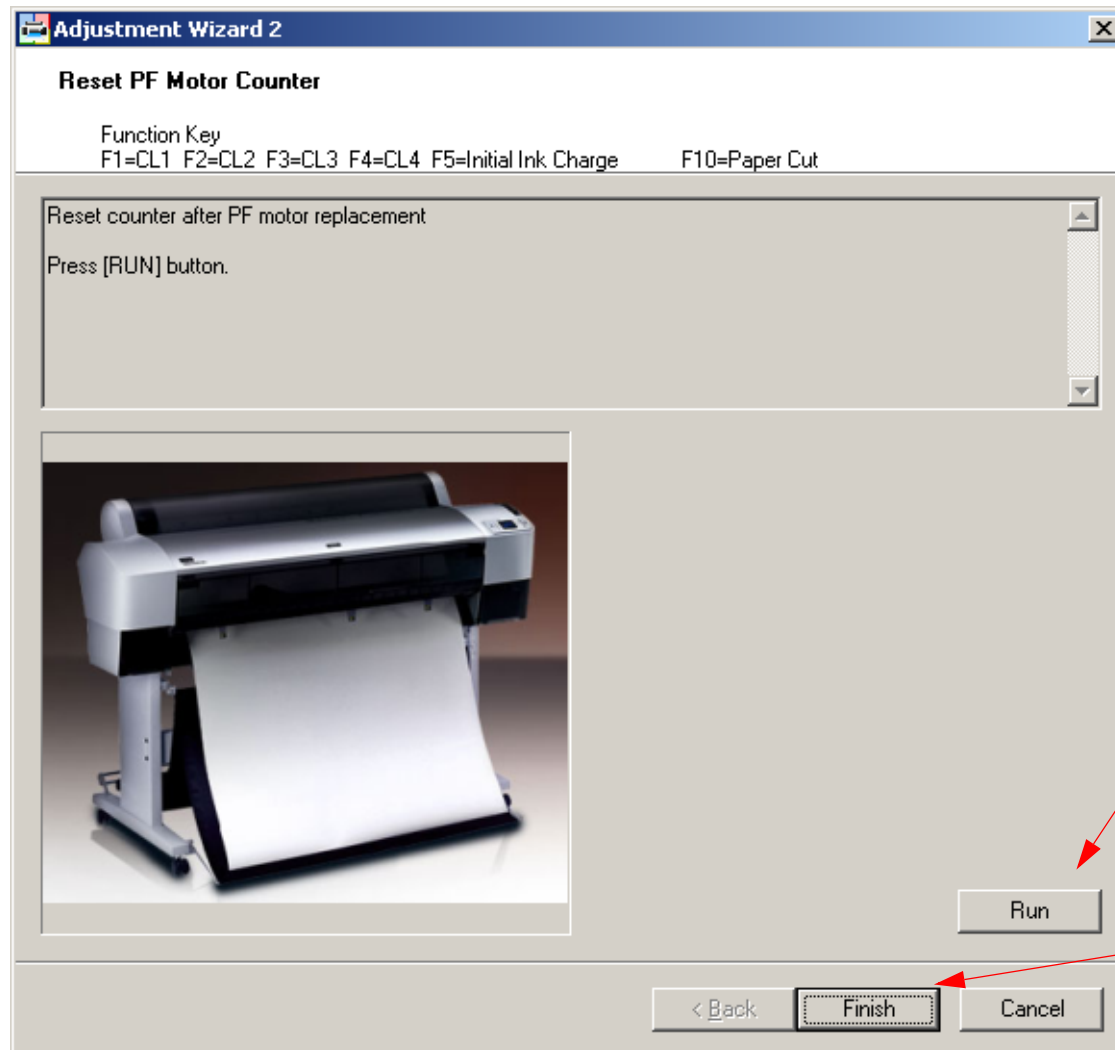 Adjustment Wizard 2
Reset PF Motor Counter
Function Key
F1=CL1 F2=CL2 F3=CL3 F4=CL4 F5=Initial Ink Charge F10=Paper Cut
Reset counter after PF motor replacement
Press [RUN] button.
Run
< Back Finish Cancel